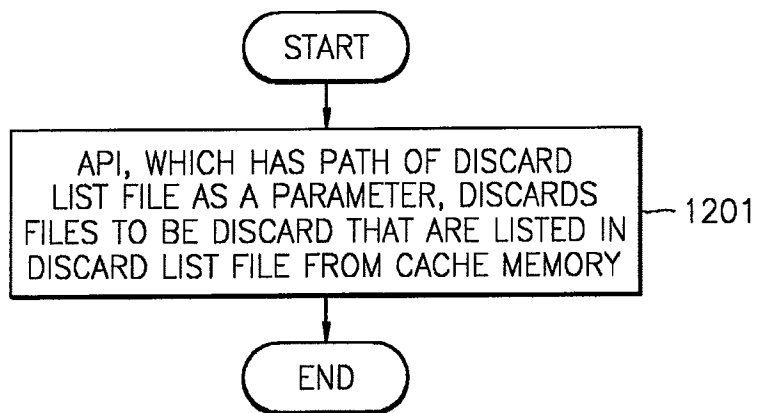 START
API, WHICH HAS PATH OF DISCARD
LIST FILE AS A PARAMETER, DISCARDS
FILES TO BE DISCARD THAT ARE LISTED IN
DISCARD LIST FILE FROM CACHE MEMORY
1201
END